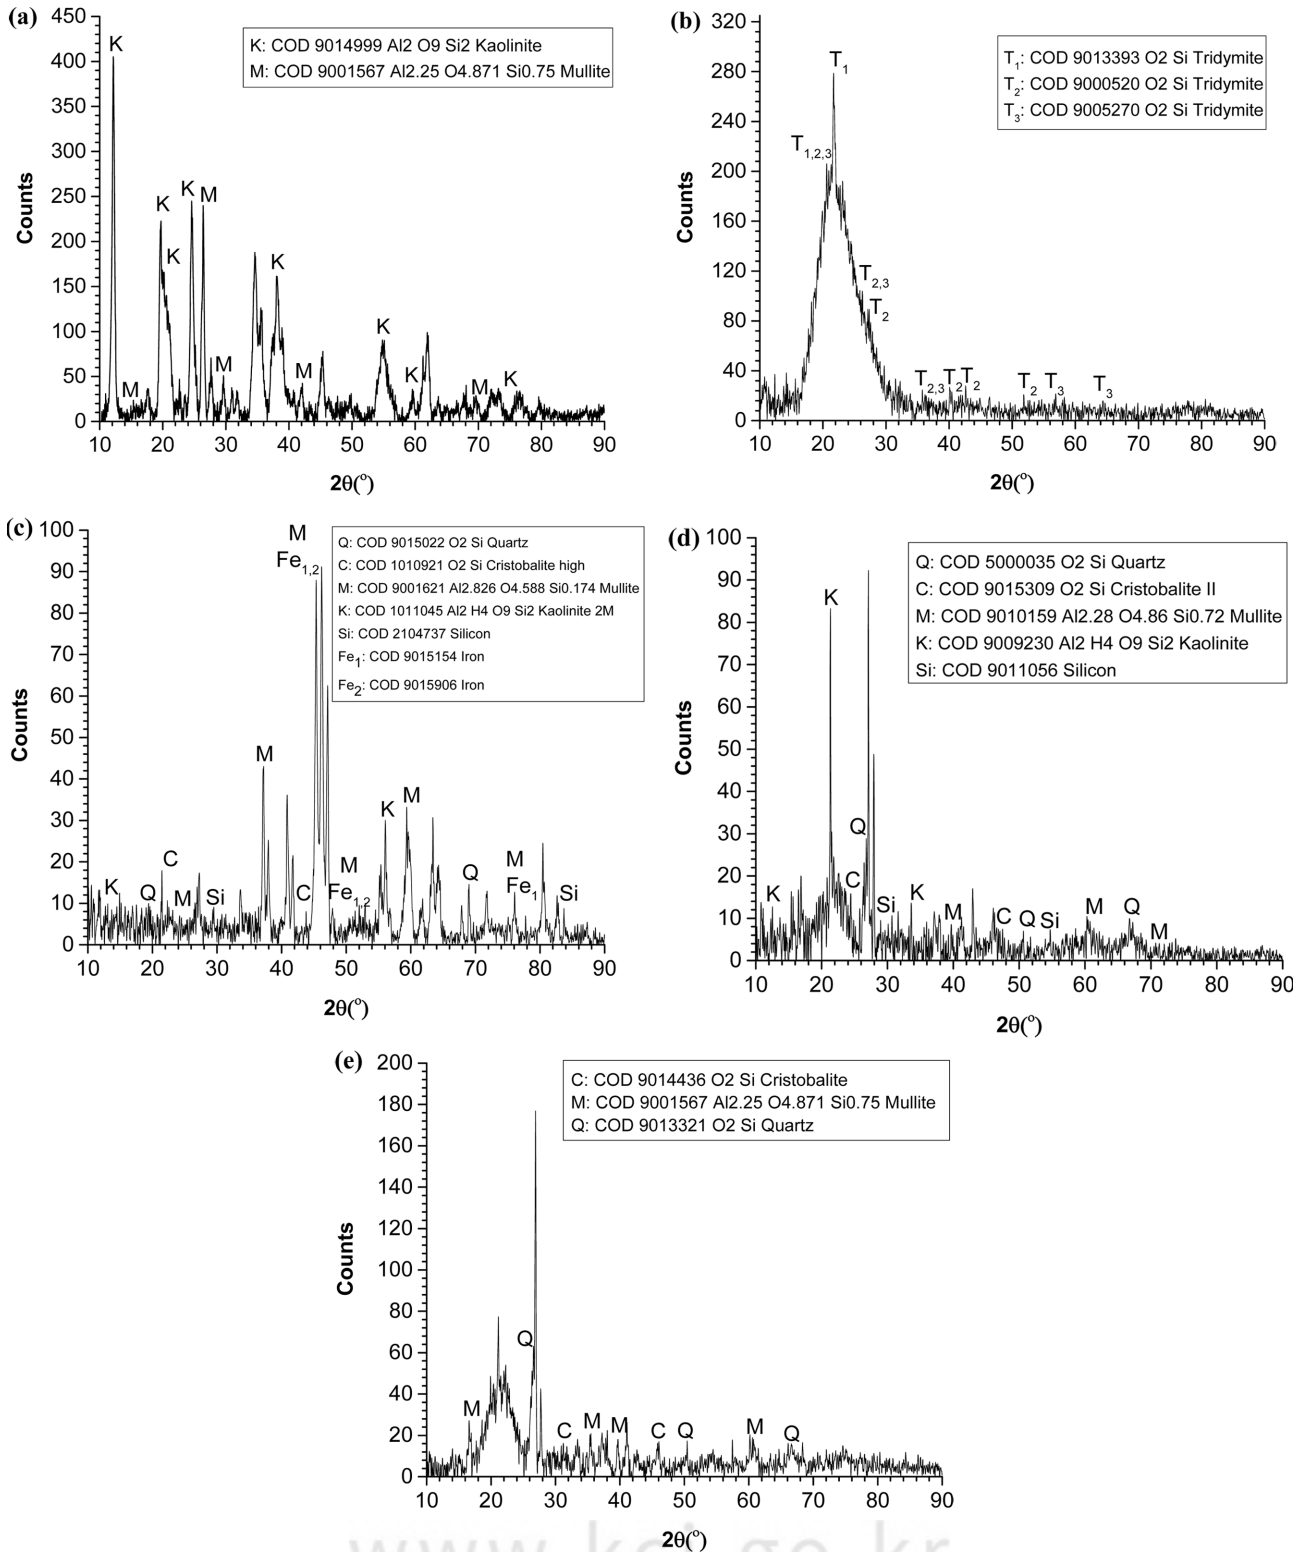 (a)
K: COD 9014999 Al2 O9 Si2 Kaolinite
M: COD 9001567 Al2.25 O4.871 Si0.75 Mullite
450
400
350
300
250
200
150
100
50
0
Counts
K
K
K
K
M
K
M
M
M
K
K
M
K
10 20 30 40 50 60 70 80 90
2θ(°)
(b)
T1: COD 9013393 O2 Si Tridymite
T2: COD 9000520 O2 Si Tridymite
T3: COD 9005270 O2 Si Tridymite
320
280
240
200
160
120
80
40
0
Counts
T1
T1,2,3
T2,3
T2
T2,3
T2
T2
T2
T3
T3
10 20 30 40 50 60 70 80 90
2θ(°)
(c)
Q: COD 9015022 O2 Si Quartz
C: COD 1010921 O2 Si Cristobalite high
M: COD 9001621 Al2.826 O4.588 Si0.174 Mullite
K: COD 1011045 Al2 H4 O9 Si2 Kaolinite 2M
Si: COD 2104737 Silicon
Fe1: COD 9015154 Iron
Fe2: COD 9015906 Iron
100
90
80
70
60
50
40
30
20
10
0
Counts
M
Fe1,2
M
K
M
C
K
Q
M
Si
C
M
Fe1,2
Q
M
Fe1
Si
10 20 30 40 50 60 70 80 90
2θ(°)
(d)
Q: COD 5000035 O2 Si Quartz
C: COD 9015309 O2 Si Cristobalite II
M: COD 9010159 Al2.28 O4.86 Si0.72 Mullite
K: COD 9009230 Al2 H4 O9 Si2 Kaolinite
Si: COD 9011056 Silicon
100
90
80
70
60
50
40
30
20
10
0
Counts
K
Q
K
C
Si
K
M
C
Q
Si
M
Q
M
10 20 30 40 50 60 70 80 90
2θ(°)
(e)
C: COD 9014436 O2 Si Cristobalite
M: COD 9001567 Al2.25 O4.871 Si0.75 Mullite
Q: COD 9013321 O2 Si Quartz
200
180
160
140
120
100
80
60
40
20
0
Counts
M
Q
C
M
M
C
Q
M
Q
10 20 30 40 50 60 70 80 90
2θ(°)
www.kci.go.kr